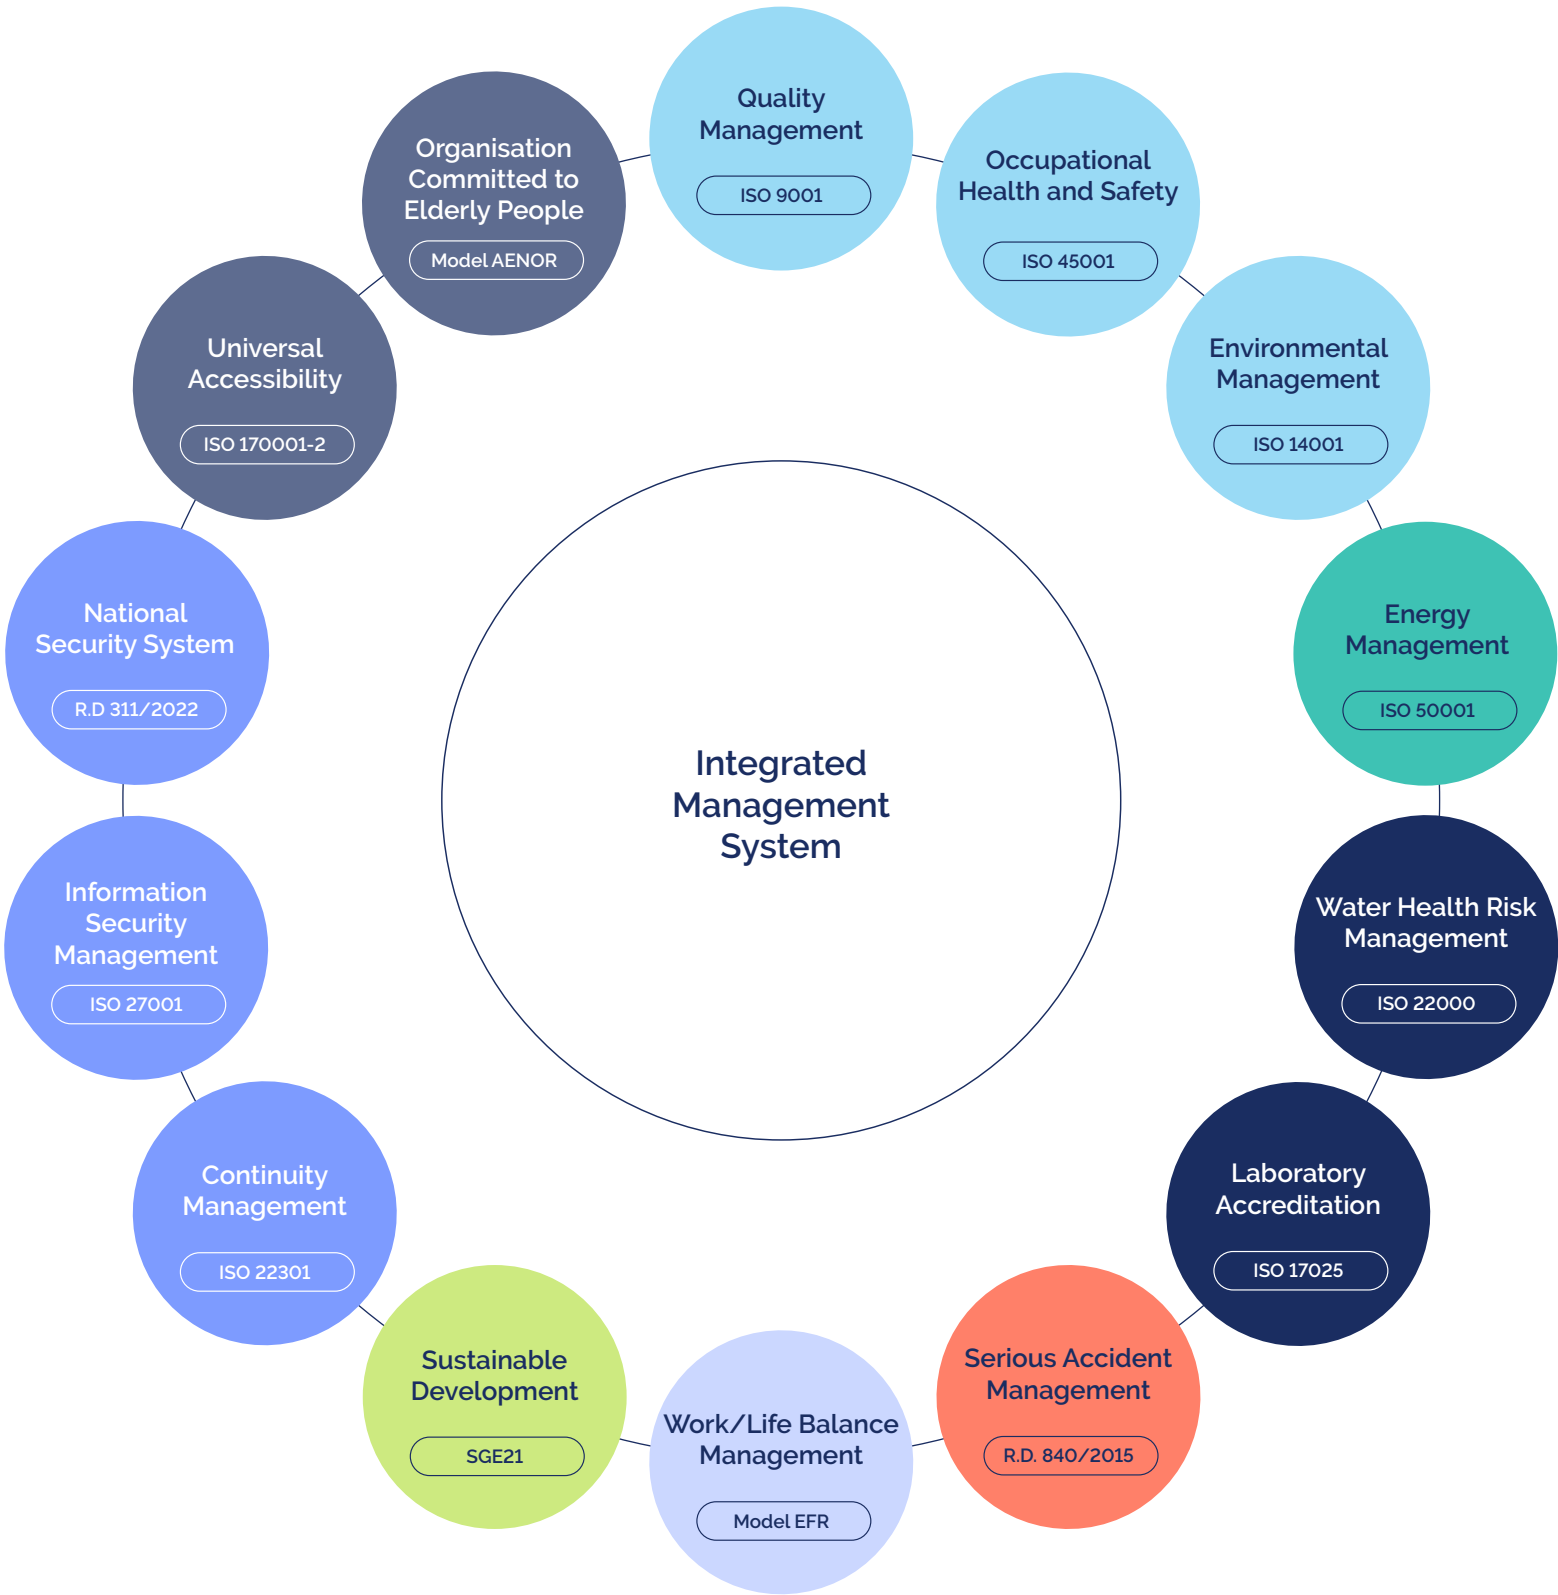 Quality
Management
ISO 9001
Occupational
Health and Safety
ISO 45001
Environmental
Management
ISO 14001
Energy
Management
ISO 50001
Water Health Risk
Management
ISO 22000
Laboratory
Accreditation
ISO 17025
Serious Accident
Management
R.D. 840/2015
Work/Life Balance
Management
Model EFR
Sustainable
Development
SGE21
Continuity
Management
ISO 22301
Information
Security
Management
ISO 27001
National
Security System
R.D 311/2022
Universal
Accessibility
ISO 170001-2
Organisation
Committed to
Elderly People
Model AENOR
Integrated
Management
System